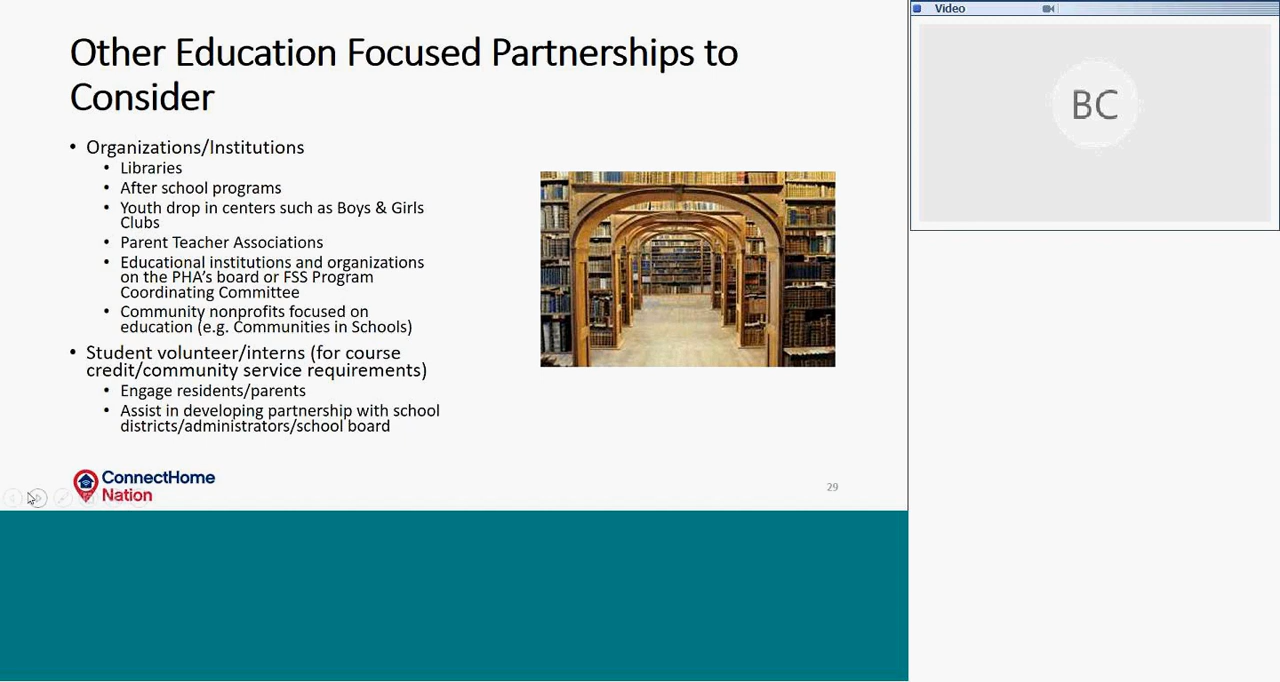 Other Education Focused Partnerships to
Consider
• Organizations/Institutions
• Libraries
• After school programs
• Youth drop in centers such as Boys & Girls
Clubs
• Parent Teacher Associations
• Educational institutions and organizations
on the PHA's board or FSS Program
Coordinating Committee
• Community nonprofits focused on
education (e.g. Communities in Schools)
• Student volunteer/interns (for course
credit/community service requirements)
• Engage residents/parents
• Assist in developing partnership with school
districts/administrators/school board
ConnectHome
Nation
29
Video
BC